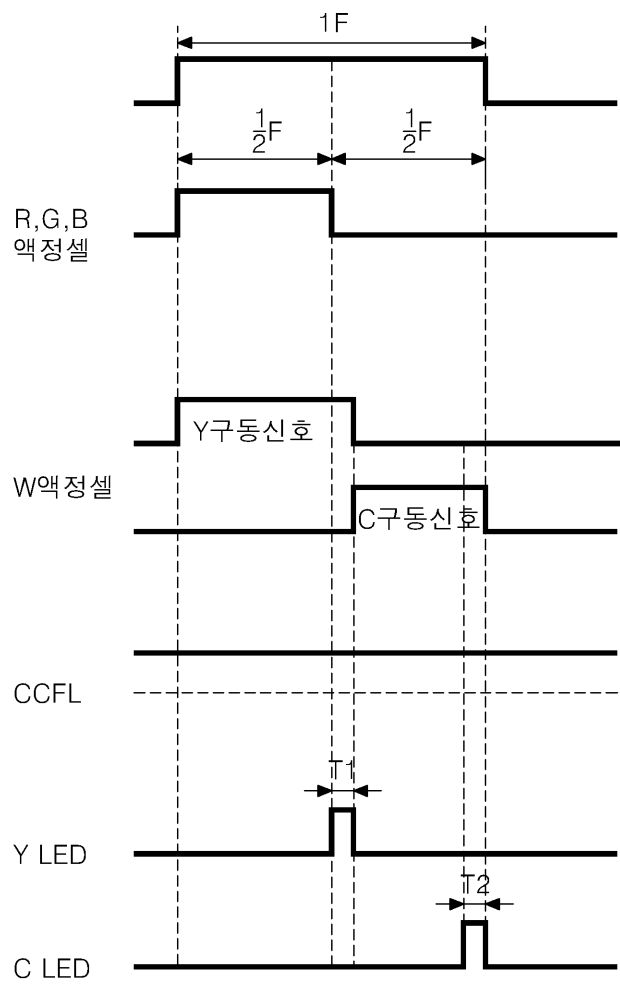 1F
1/2F
1/2F
R,G,B
액정셀
Y구동신호
W액정셀
C구동신호
CCFL
T1
Y LED
T2
C LED